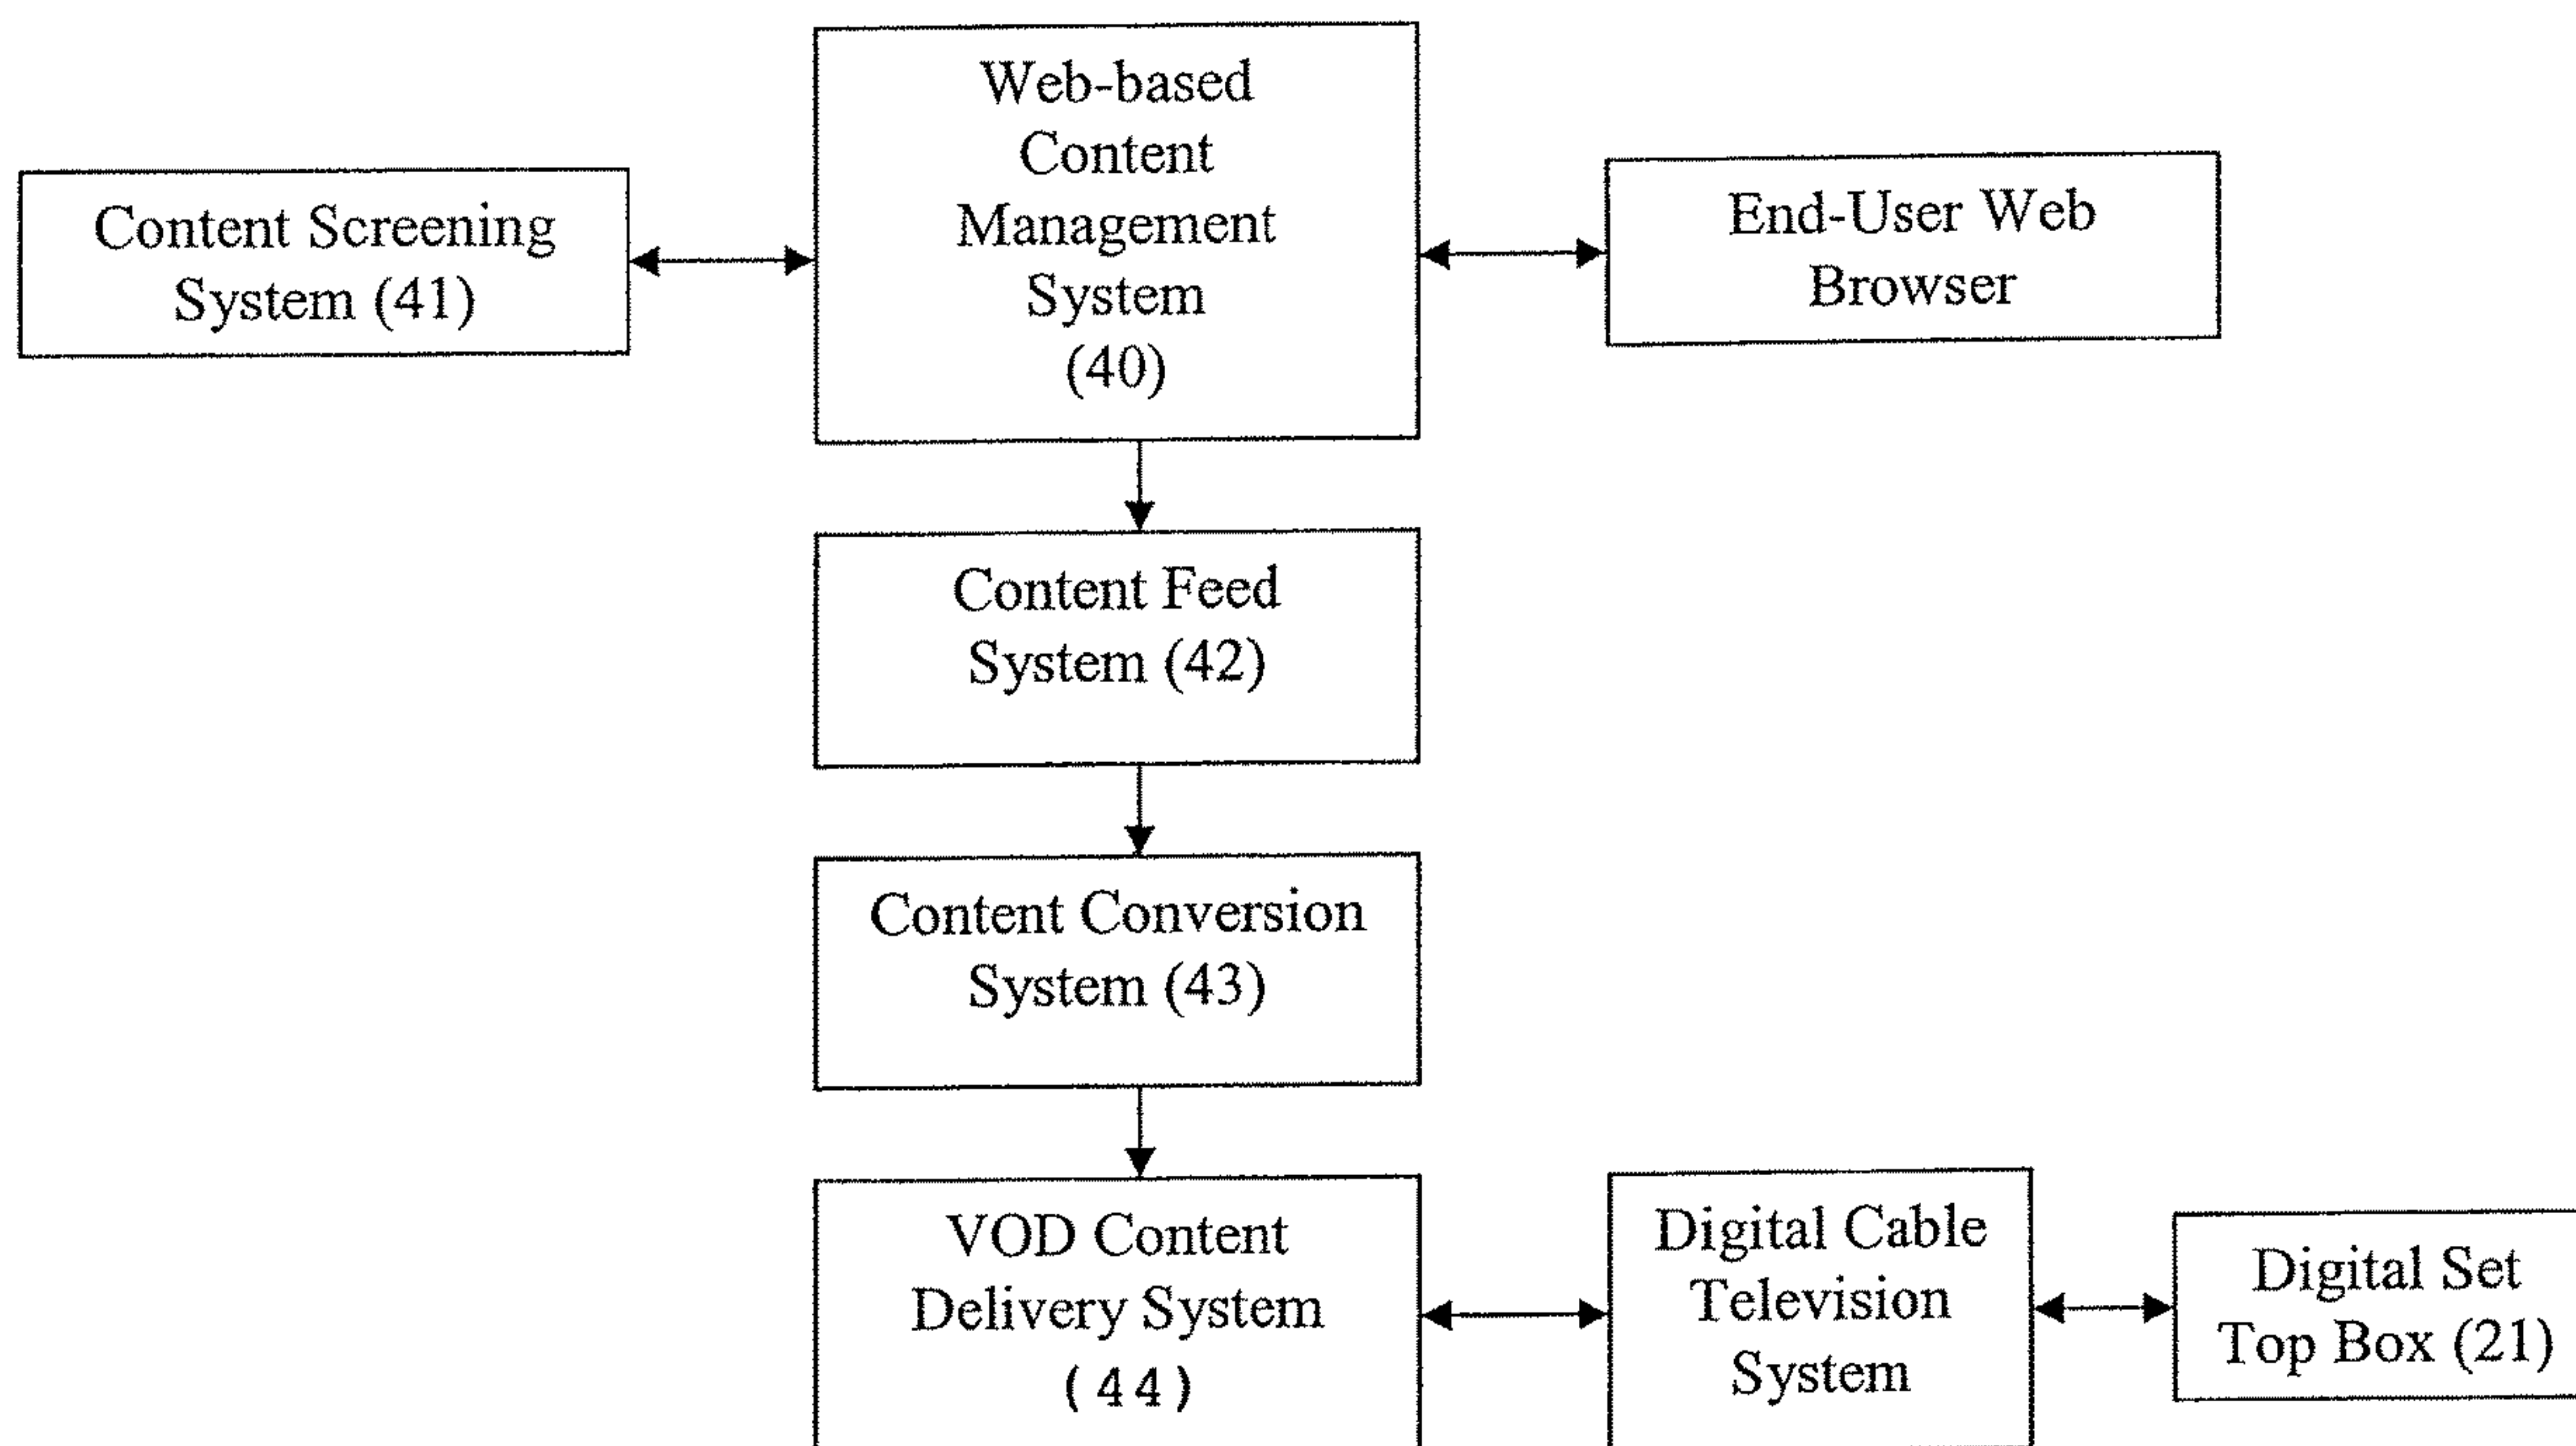 Web-based
Content
Management
System
(40)
Content Screening
System (41)
End-User Web
Browser
Content Feed
System (42)
Content Conversion
System (43)
VOD Content
Delivery System
(44)
Digital Cable
Television
System
Digital Set
Top Box (21)